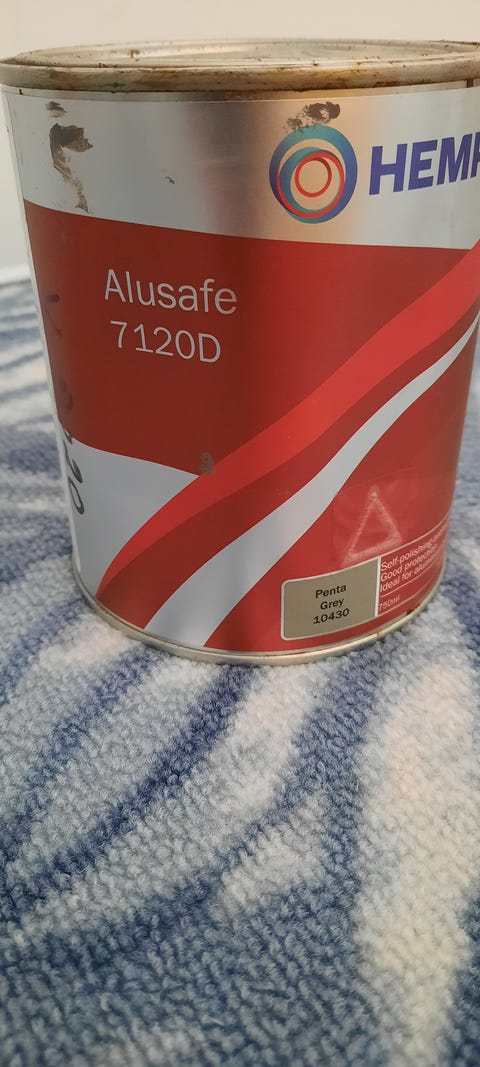 HEMP
Alusafe
7120D
Penta
Grey
10430
Self-polishing
Good protection
Ideal for
750ml